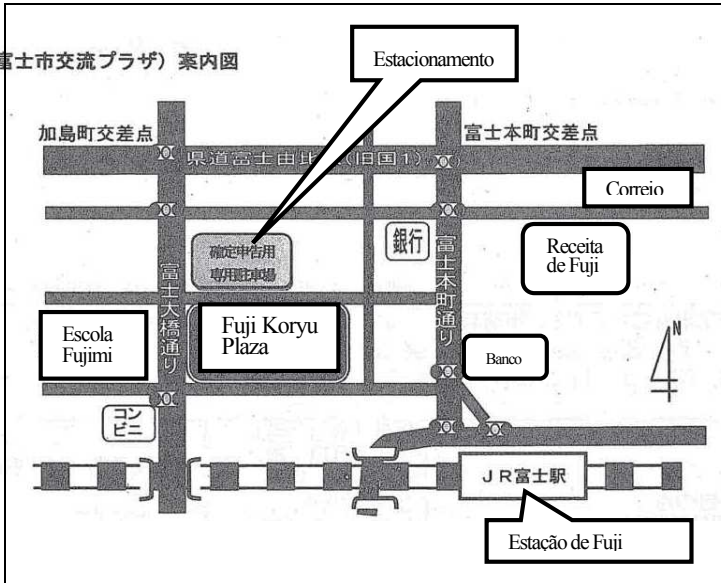 富士市交流プラザ）案内図
Estacionamento
加島町交差点
富士本町交差点
県道富士由比線(旧国1)
Correio
確定申告用
専用駐車場
銀行
Receita
de Fuji
富士大橋通り
富士本町通り
Escola
Fujimi
Fuji Koryu
Plaza
N
Banco
コン
ビニ
JR富士駅
Estação de Fuji